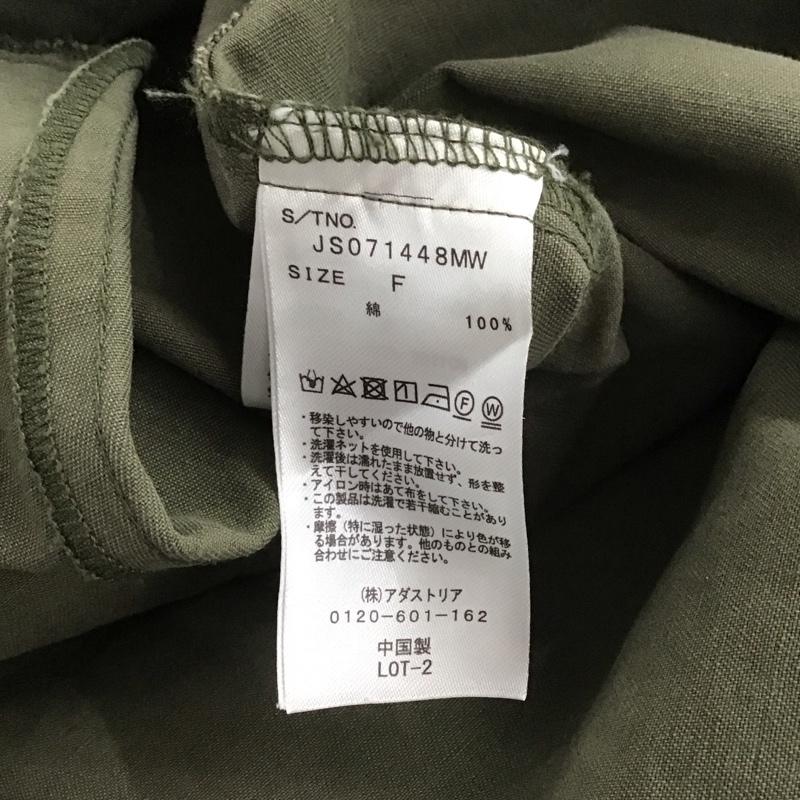 S/TNO.
JS071448MW
SIZE F
綿
100%
F W
・移染しやすいので他の物と分けて洗っ
て下さい。
・洗濯ネットを使用して下さい。
・洗濯後は濡れたまま放置せず、形を整
えて干してください。
・アイロン時はあて布をして下さい。
・この製品は洗濯で若干縮むことがあり
ます。
・摩擦(特に湿った状態)により色が移
る場合があります。他のものとの組み
合わせにご注意ください。
(株)アダストリア
0120-601-162
中国製
LOT-2